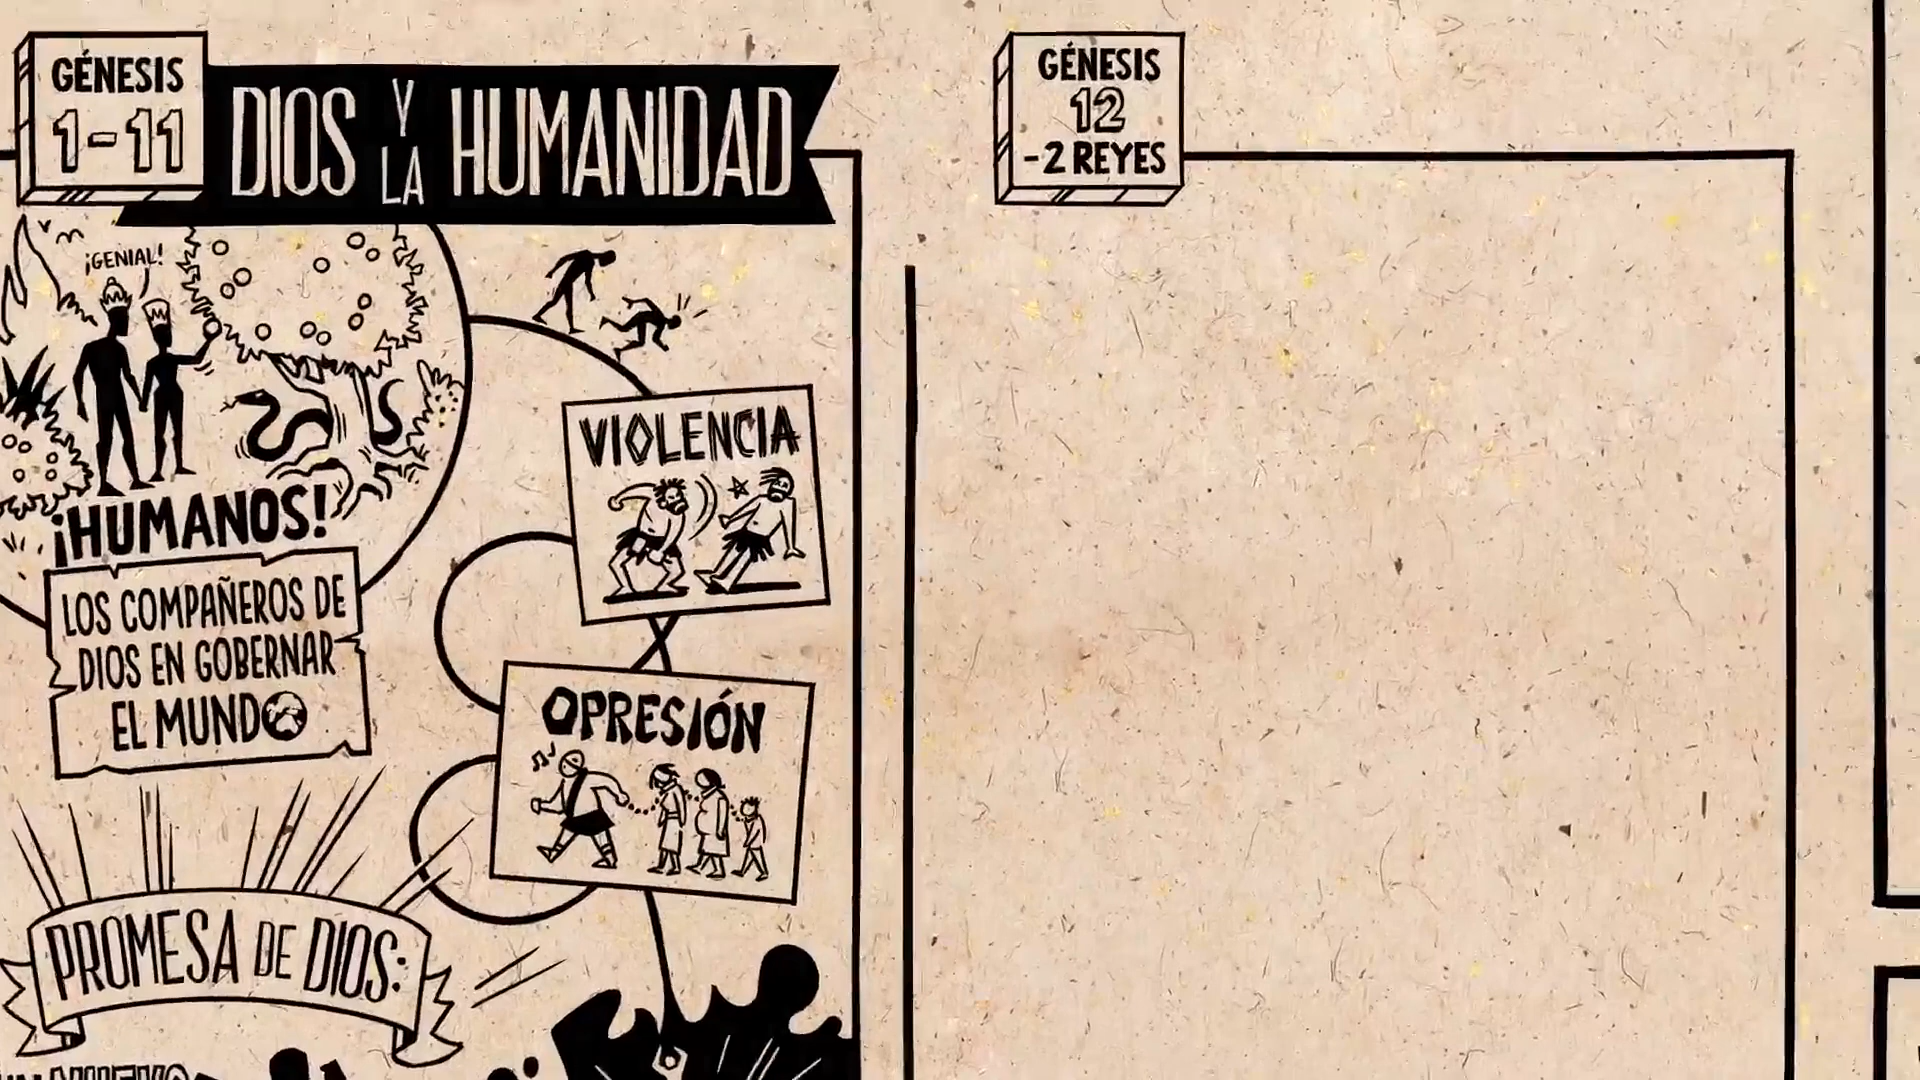 GÉNESIS
1-11
DIOS Y LA HUMANIDAD
¡GENIAL!
¡HUMANOS!
LOS COMPAÑEROS DE
DIOS EN GOBERNAR
EL MUNDO
VIOLENCIA
OPRESIÓN
PROMESA DE DIOS:
GÉNESIS
12
-2 REYES